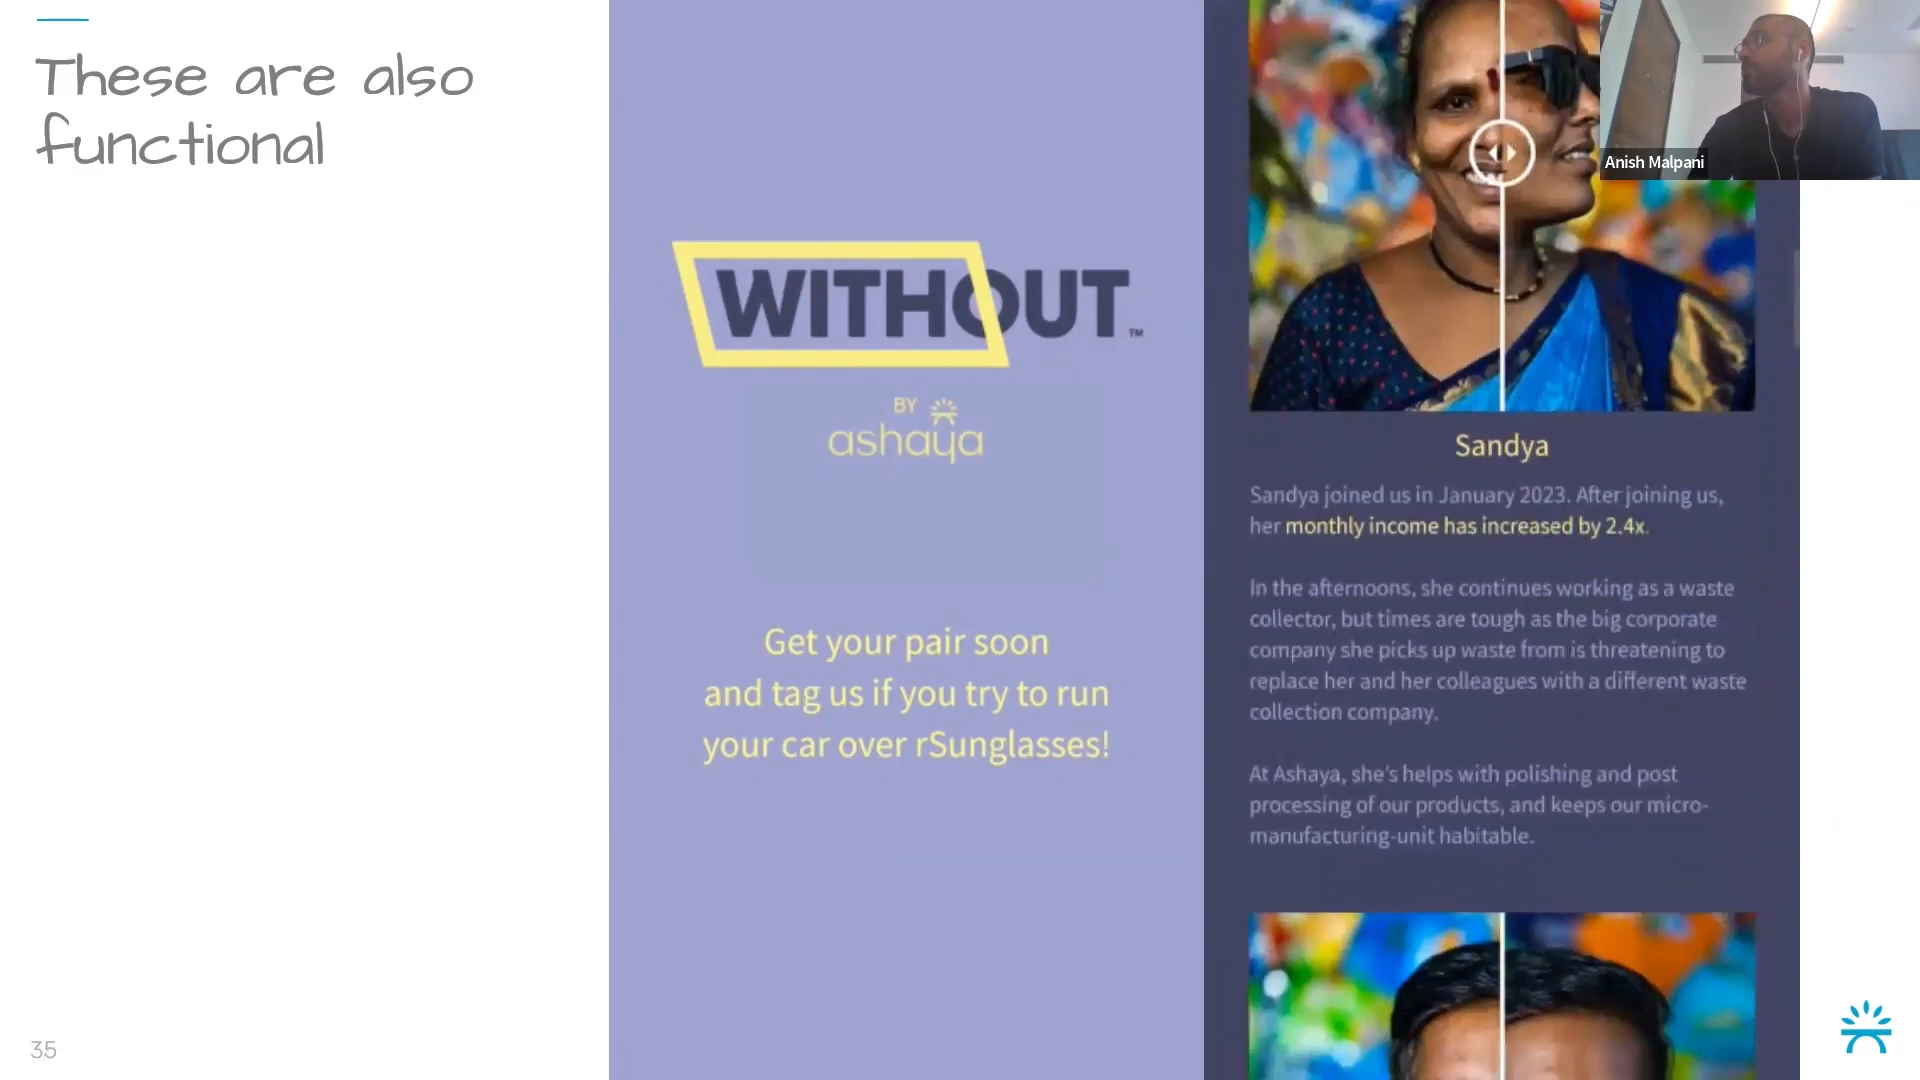 These are also
functional
WITHOUT™
BY
ashaya
Get your pair soon
and tag us if you try to run
your car over rSunglasses!
Anish Malpani
Sandya
Sandya joined us in January 2023. After joining us,
her monthly income has increased by 2.4x.
In the afternoons, she continues working as a waste
collector, but times are tough as the big corporate
company she picks up waste from is threatening to
replace her and her colleagues with a different waste
collection company.
At Ashaya, she's helps with polishing and post
processing of our products, and keeps our micro-
manufacturing-unit habitable.
35